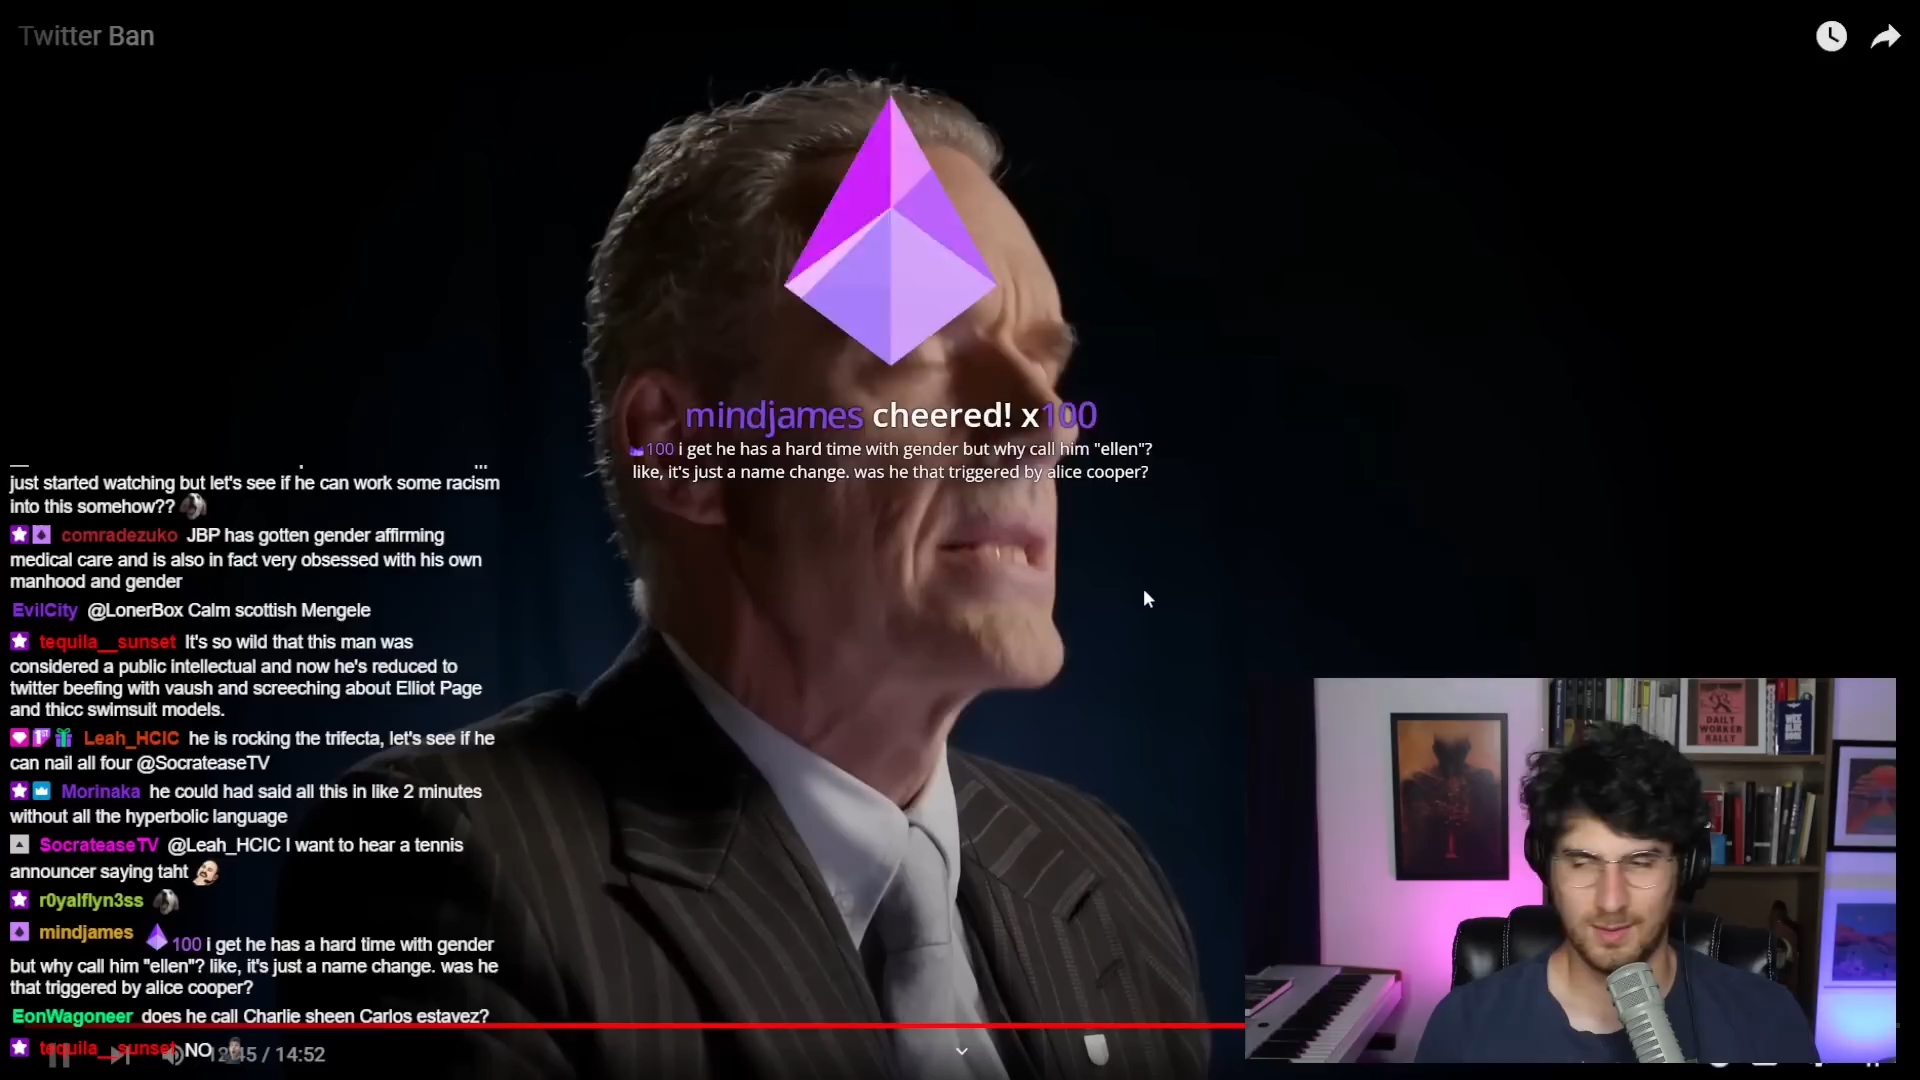 Twitter Ban
mindjames cheered! x100
100 i get he has a hard time with gender but why call him "ellen"?
like, it's just a name change. was he that triggered by alice cooper?
just started watching but let's see if he can work some racism
into this somehow??
comradezuko JBP has gotten gender affirming
medical care and is also in fact very obsessed with his own
manhood and gender
EvilCity @LonerBox Calm scottish Mengele
tequila__sunset It's so wild that this man was
considered a public intellectual and now he's reduced to
twitter beefing with vaush and screeching about Elliot Page
and thicc swimsuit models.
Leah_HCIC he is rocking the trifecta, let's see if he
can nail all four @SocrateaseTV
Morinaka he could had said all this in like 2 minutes
without all the hyperbolic language
SocrateaseTV @Leah_HCIC I want to hear a tennis
announcer saying taht
r0yalflyn3ss
mindjames 100 i get he has a hard time with gender
but why call him "ellen"? like, it's just a name change. was he
that triggered by alice cooper?
EonWagoneer does he call Charlie sheen Carlos estavez?
tequila__sunset NO
12:45 / 14:52
DAILY
WORKER
RALLY